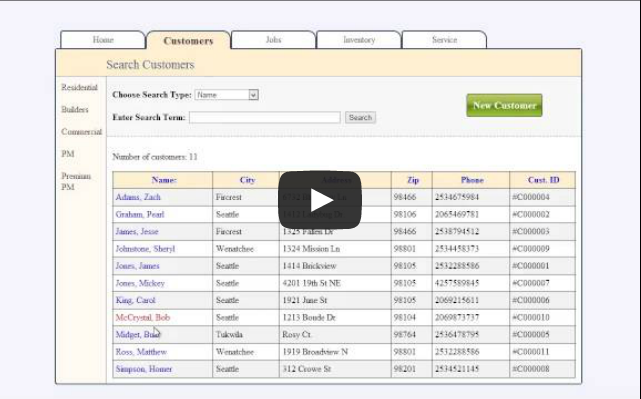 Home Customers Jobs Inventory Service
Search Customers
Residential
Builders
Commercial
PM
Premium
PM
Choose Search Type: Name
New Customer
Enter Search Term: Search
Number of customers: 11
Name: City Zip Phone Cust. ID
Adams, Zach Fircrest 98466 2534675984 #C000004
Graham, Pearl Seattle 98106 2065469781 #C000002
James, Jesse Fircrest 1325 Fallen Dr 98466 2538794512 #C000003
Johnstone, Sheryl Wenatchee 1324 Mission Ln 98801 2534458373 #C000009
Jones, James Seattle 1414 Brickview 98105 2532288586 #C000001
Jones, Mickey Seattle 4201 19th St NE 98105 4257589845 #C000007
King, Carol Seattle 1921 June St 98105 2069215611 #C000006
McCrystal, Bob Seattle 1213 Boude Dr 98104 2069873737 #C000010
Midget, Tukwila Rosy Ct. 98764 2536478795 #C000005
Ross, Matthew Wenatchee 1919 Broadview N 98801 2532288586 #C000011
Simpson, Homer Seattle 312 Crowe St 98201 2534521145 #C000008